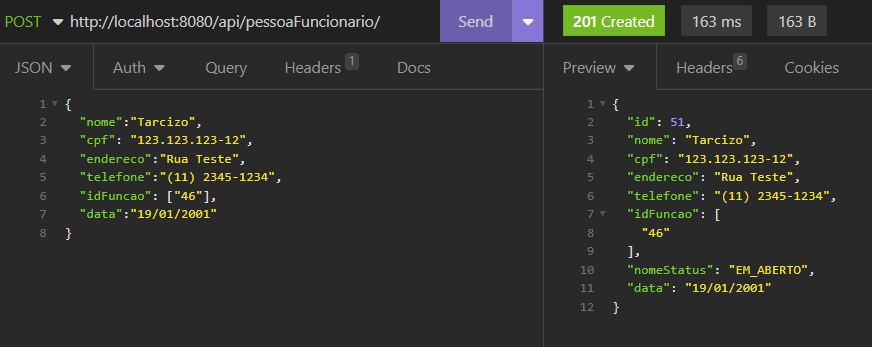 POST http://localhost:8080/api/pessoaFuncionario/ Send 201 Created 163 ms 163 B
JSON Auth Query Headers 1 Docs
Preview Headers 6 Cookies
1 {
2 "nome":"Tarcizo",
3 "cpf": "123.123.123-12",
4 "endereco":"Rua Teste",
5 "telefone":"(11) 2345-1234",
6 "idFuncao": ["46"],
7 "data":"19/01/2001"
8 }
1 {
2 "id": 51,
3 "nome": "Tarcizo",
4 "cpf": "123.123.123-12",
5 "endereco": "Rua Teste",
6 "telefone": "(11) 2345-1234",
7 "idFuncao": [
8 "46"
9 ],
10 "nomeStatus": "EM_ABERTO",
11 "data": "19/01/2001"
12 }